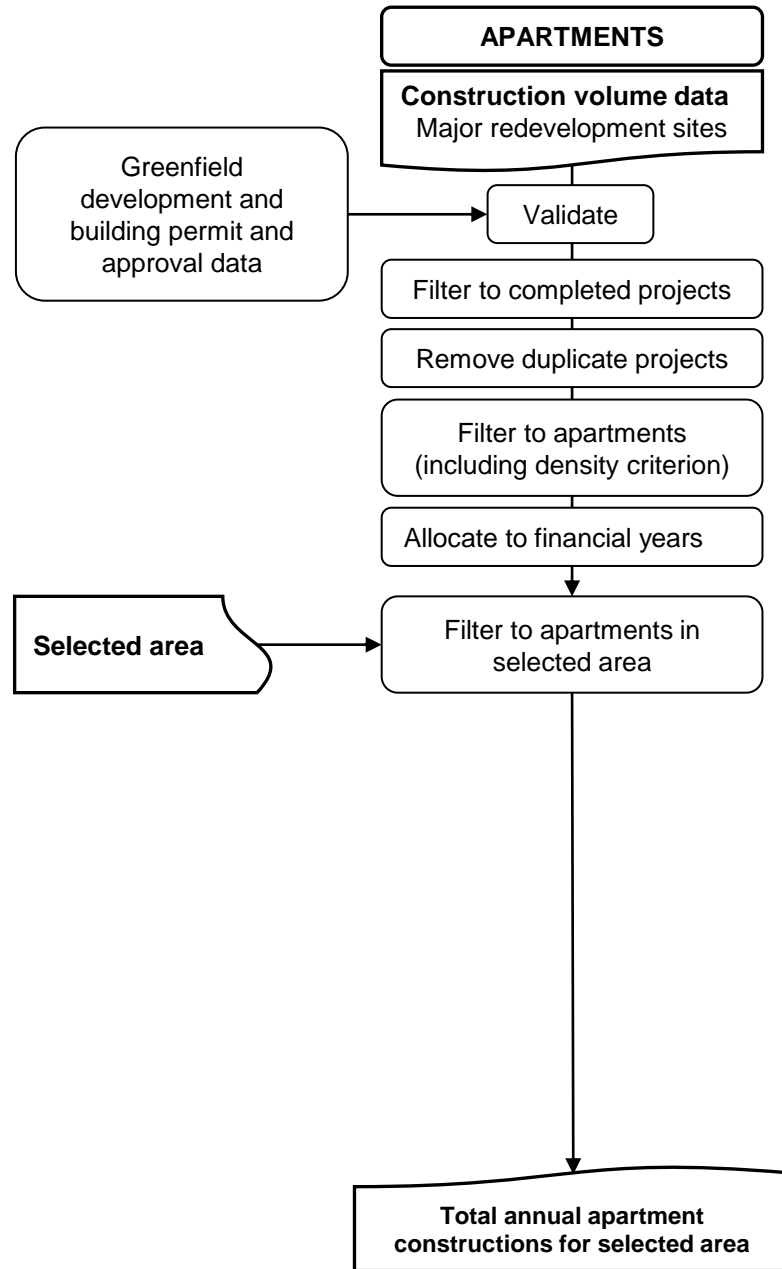 APARTMENTS
Construction volume data
Major redevelopment sites
Greenfield
development and
building permit and
approval data
Validate
Filter to completed projects
Remove duplicate projects
Filter to apartments
(including density criterion)
Allocate to financial years
Selected area
Filter to apartments in
selected area
Total annual apartment
constructions for selected area